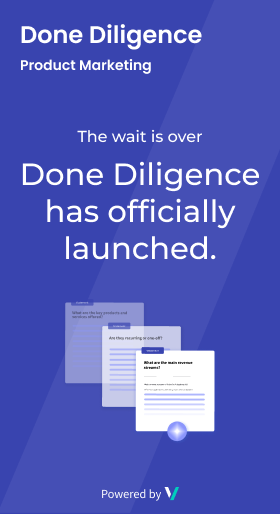 Done Diligence
Product Marketing
The wait is over
Done Diligence
has officially
launched.
What are the key products and
services offered?
Are they recurring or one-off?
What are the main revenue
streams?
Powered by